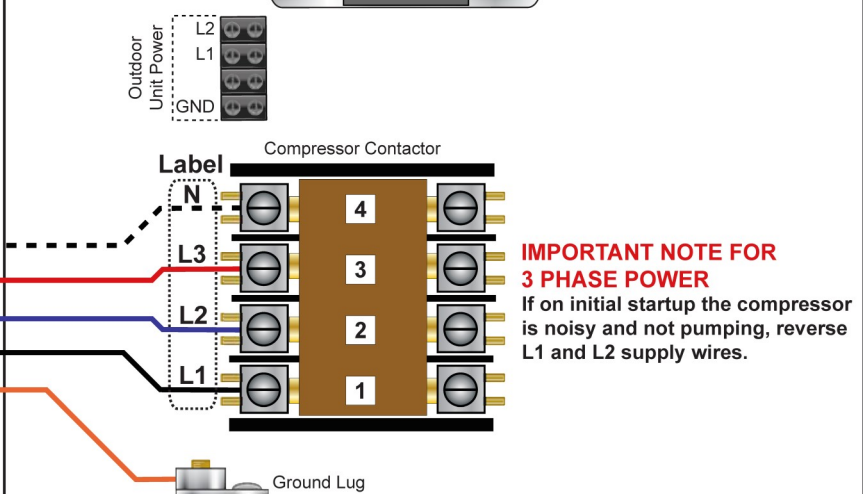 Outdoor
Unit Power
L2
L1
GND
Compressor Contactor
Label
N
4
L3
3
L2
2
L1
1
IMPORTANT NOTE FOR
3 PHASE POWER
If on initial startup the compressor
is noisy and not pumping, reverse
L1 and L2 supply wires.
Ground Lug